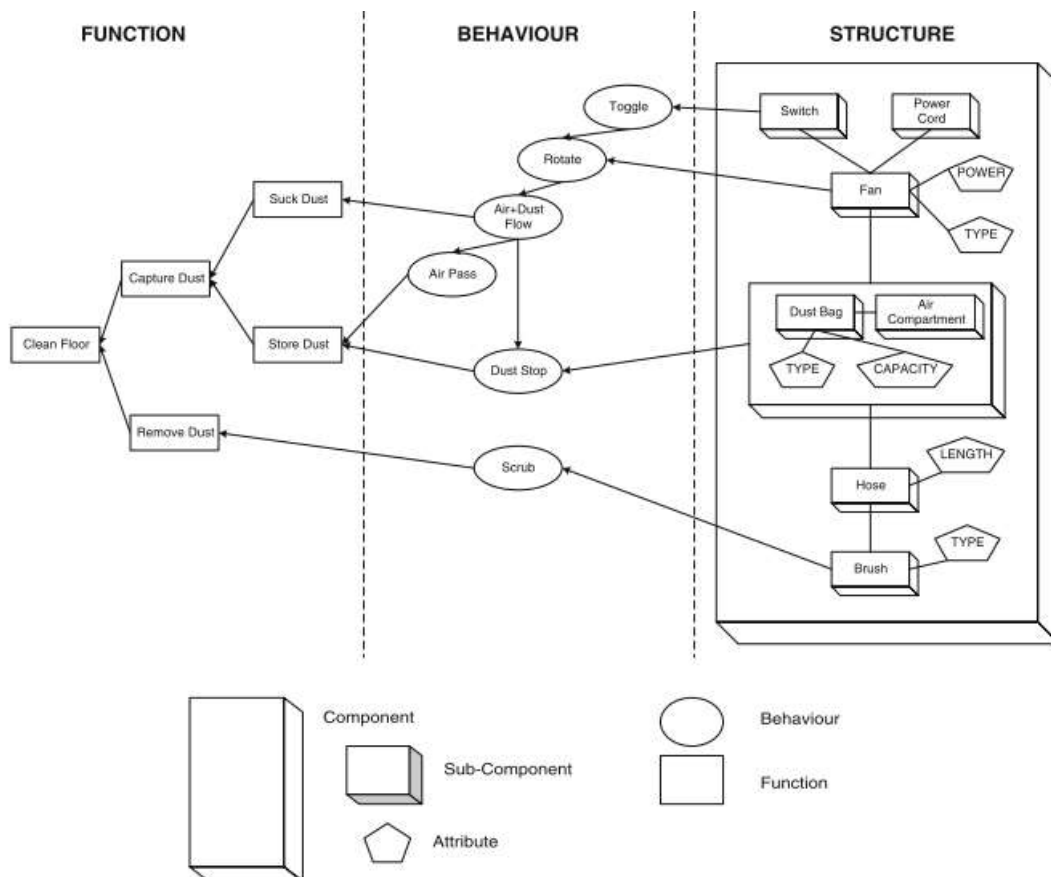 FUNCTION
BEHAVIOUR
STRUCTURE
Toggle
Switch
Power
Cord
Rotate
Fan
POWER
TYPE
Suck Dust
Air+Dust
Flow
Capture Dust
Air Pass
Dust Bag
Air
Compartment
Clean Floor
Store Dust
Dust Stop
TYPE
CAPACITY
Remove Dust
Scrub
LENGTH
Hose
TYPE
Brush
Component
Behaviour
Sub-Component
Function
Attribute